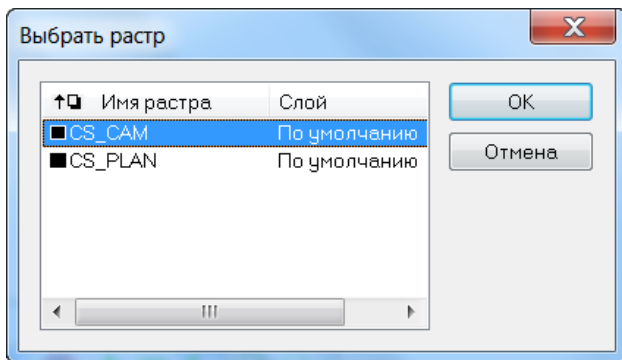 Выбрать растр
Имя растра Слой
CS_CAM По умолчанию
CS_PLAN По умолчанию
OK
Отмена